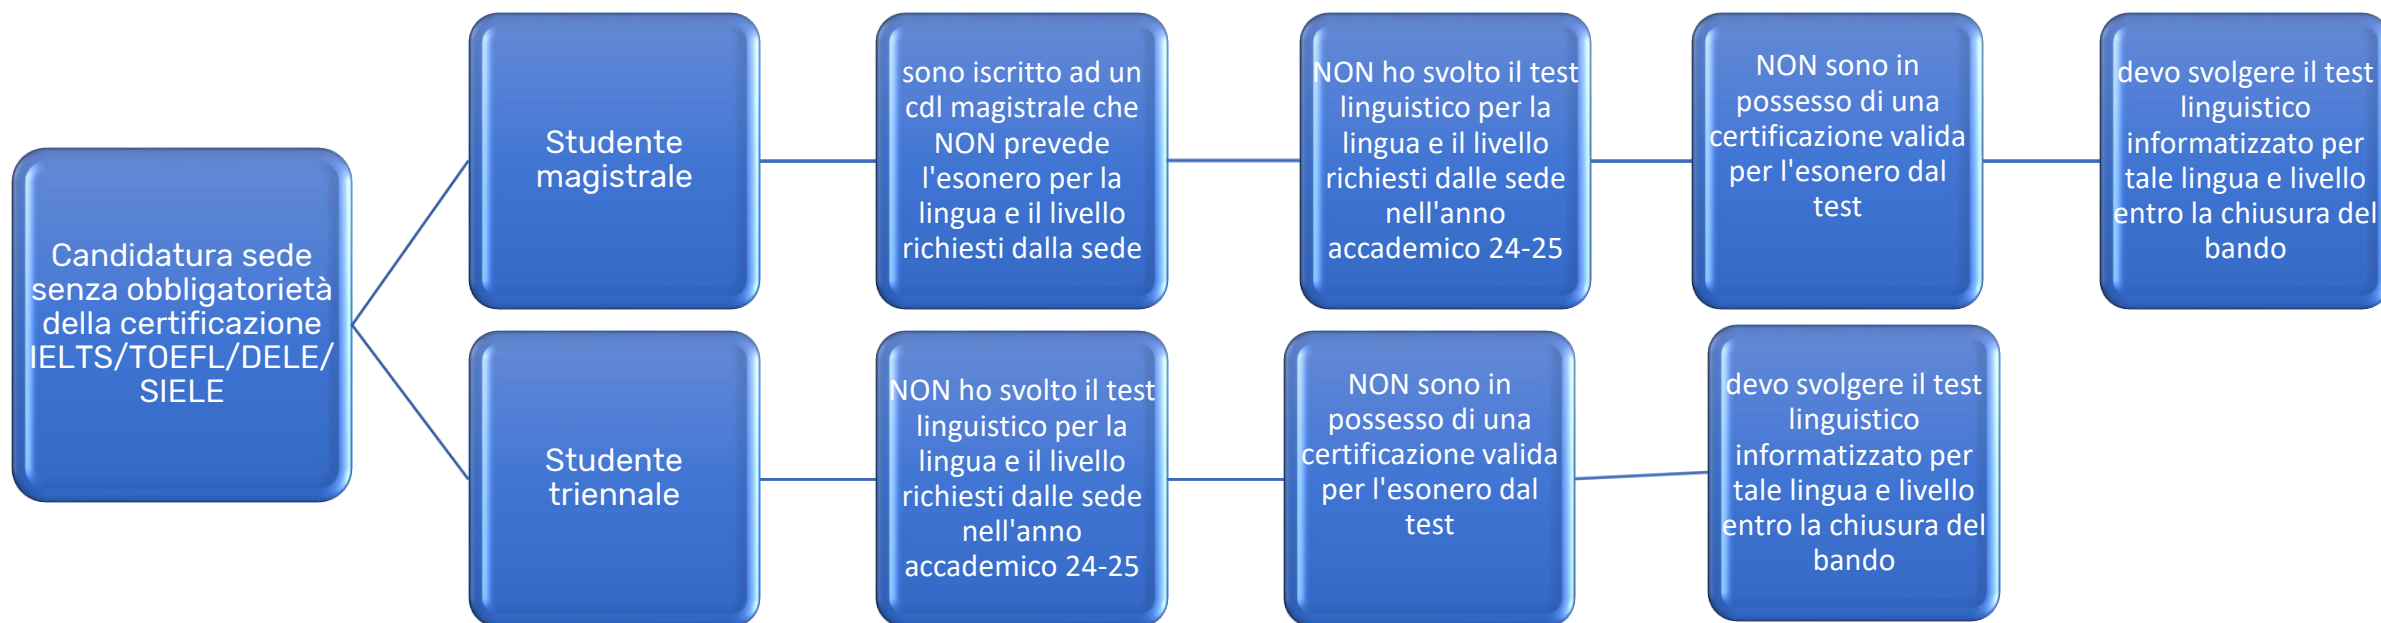 Candidatura sede
senza obbligatorietà
della certificazione
IELTS/TOEFL/DELE/
SIELE
Studente
magistrale
sono iscritto ad un
cdl magistrale che
NON prevede
l'esonero per la
lingua e il livello
richiesti dalla sede
NON ho svolto il test
linguistico per la
lingua e il livello
richiesti dalle sede
nell'anno
accademico 24-25
NON sono in
possesso di una
certificazione valida
per l'esonero dal
test
devo svolgere il test
linguistico
informatizzato per
tale lingua e livello
entro la chiusura del
bando
Studente
triennale
NON ho svolto il test
linguistico per la
lingua e il livello
richiesti dalle sede
nell'anno
accademico 24-25
NON sono in
possesso di una
certificazione valida
per l'esonero dal
test
devo svolgere il test
linguistico
informatizzato per
tale lingua e livello
entro la chiusura del
bando